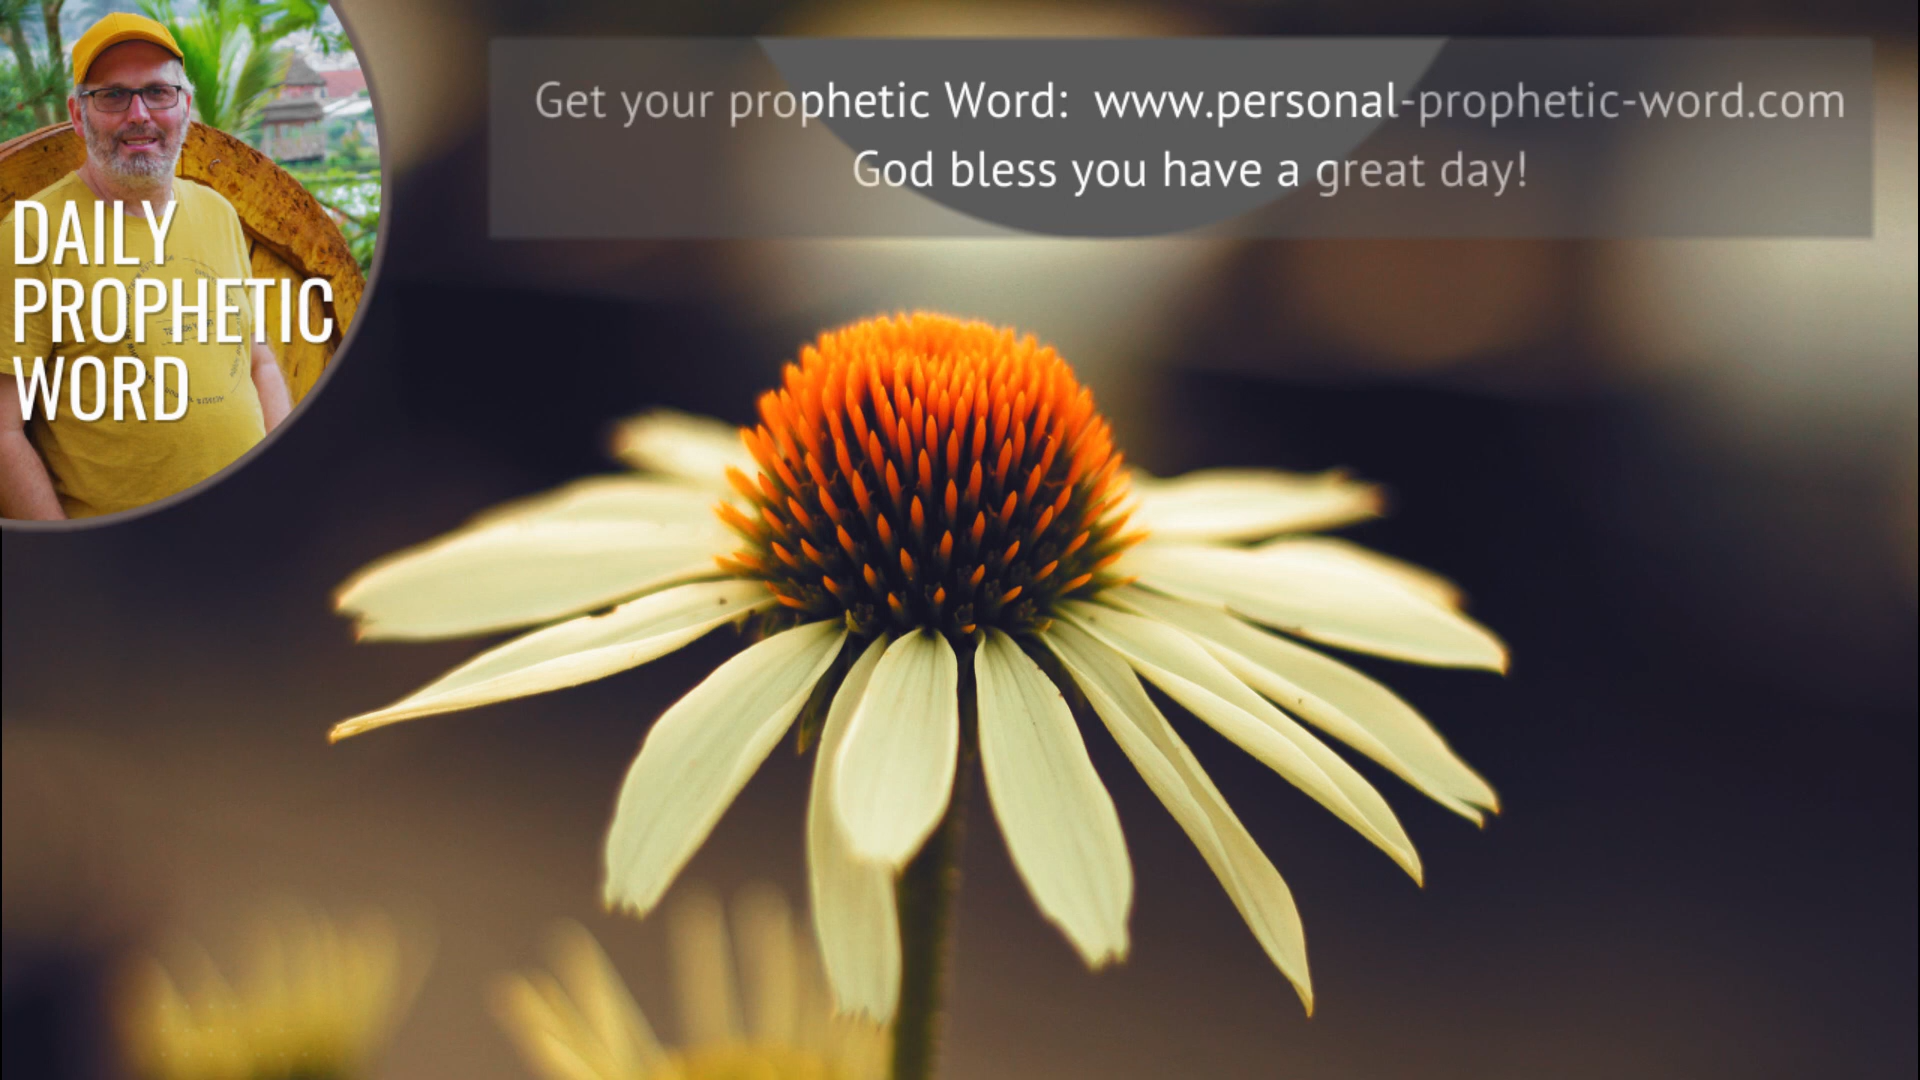 DAILY
PROPHETIC
WORD
Get your prophetic Word:  www.personal-prophetic-word.com
God bless you have a great day!